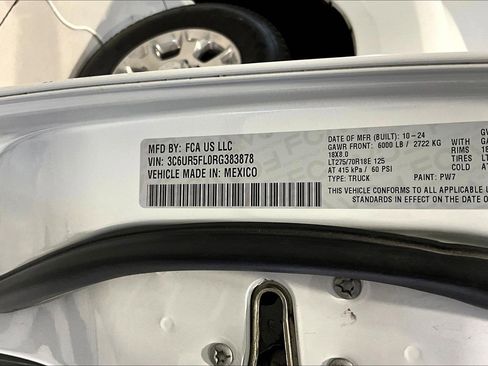 MFD BY: FCA US LLC
VIN: 3C6UR5FL0RG383878
VEHICLE MADE IN: MEXICO
DATE OF MFR (BUILT): 10-24
GAWR FRONT: 6000 LB / 2722 KG WITH
18X8.0 RIMS
LT275/70R18E 125 TIRES
AT 415 kPa / 60 PSI COLD
TYPE: TRUCK PAINT: PW7
THIS VEHICLE CONFORMS TO ALL APPLICABLE
STANDARDS IN EFFECT ON